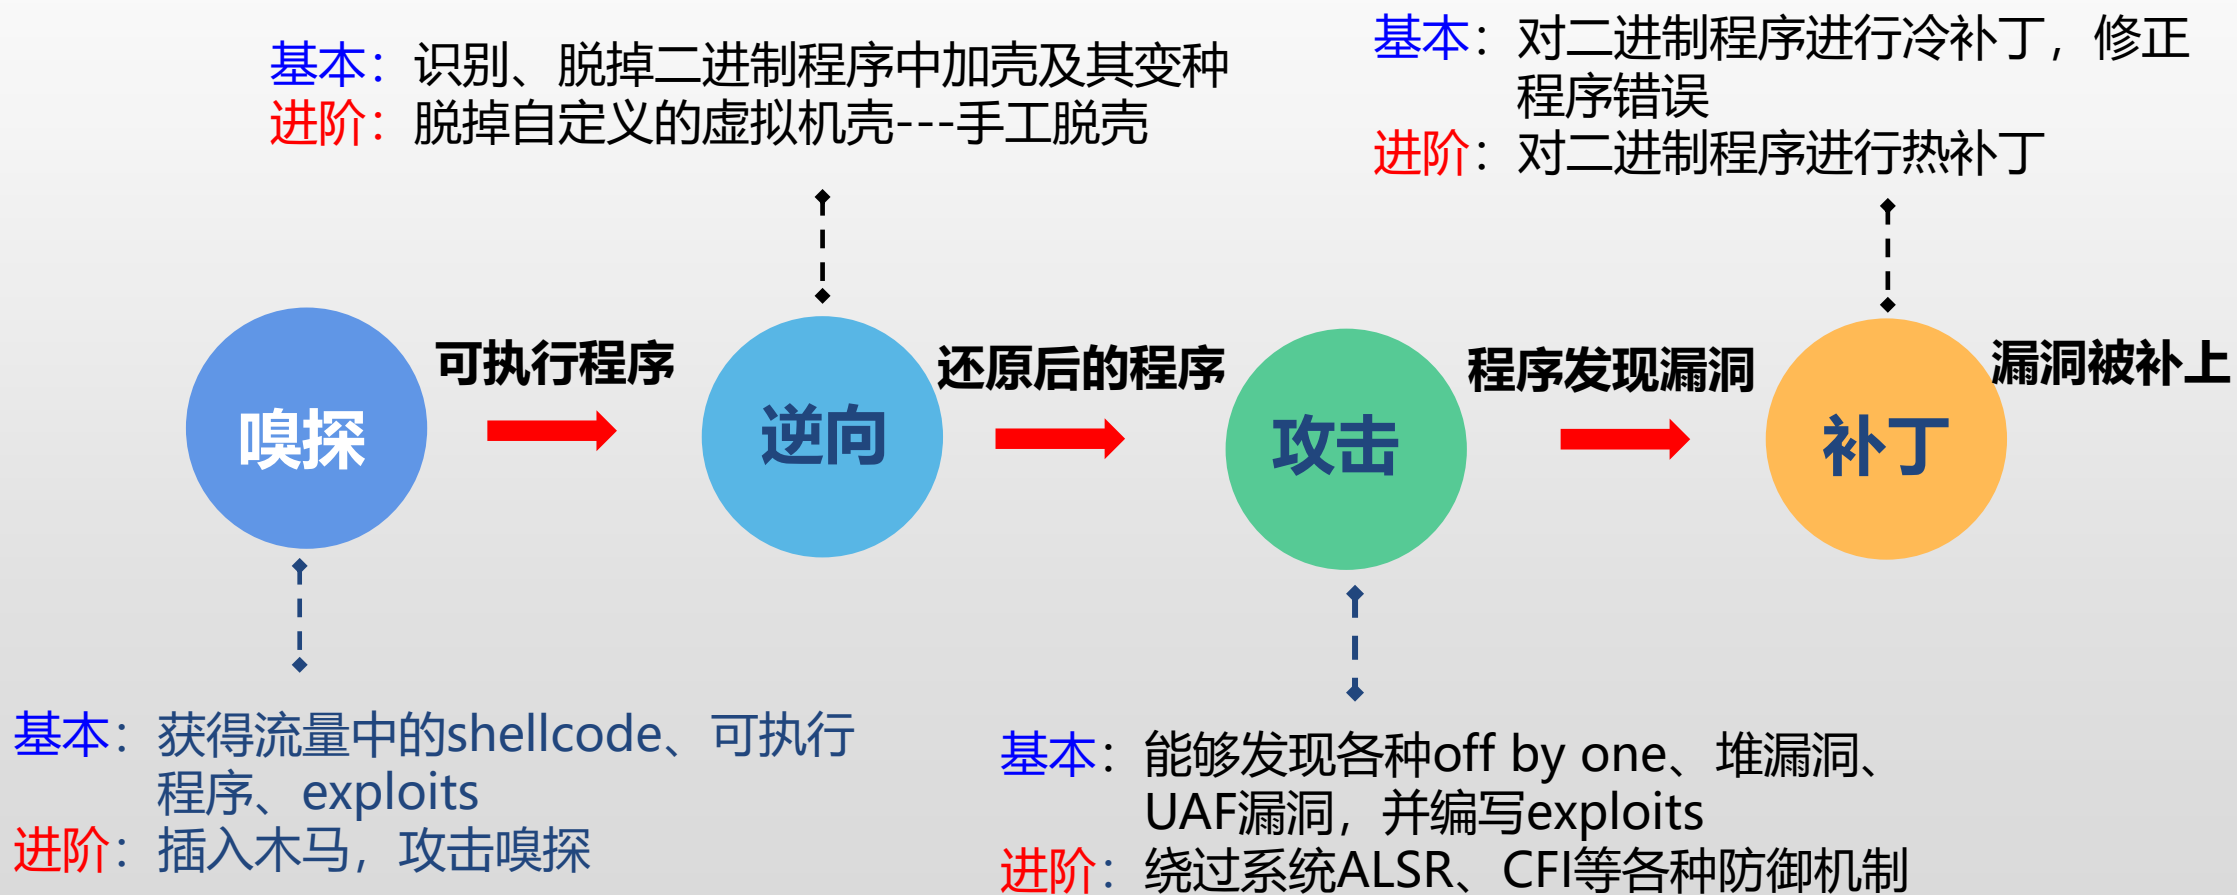 基本：识别、脱掉二进制程序中加壳及其变种
进阶：脱掉自定义的虚拟机壳---手工脱壳
基本：对二进制程序进行冷补丁，修正
程序错误
进阶：对二进制程序进行热补丁
嗅探
可执行程序
逆向
还原后的程序
攻击
程序发现漏洞
补丁
漏洞被补上
基本：获得流量中的shellcode、可执行
程序、exploits
进阶：插入木马，攻击嗅探
基本：能够发现各种off by one、堆漏洞、
UAF漏洞，并编写exploits
进阶：绕过系统ALSR、CFI等各种防御机制